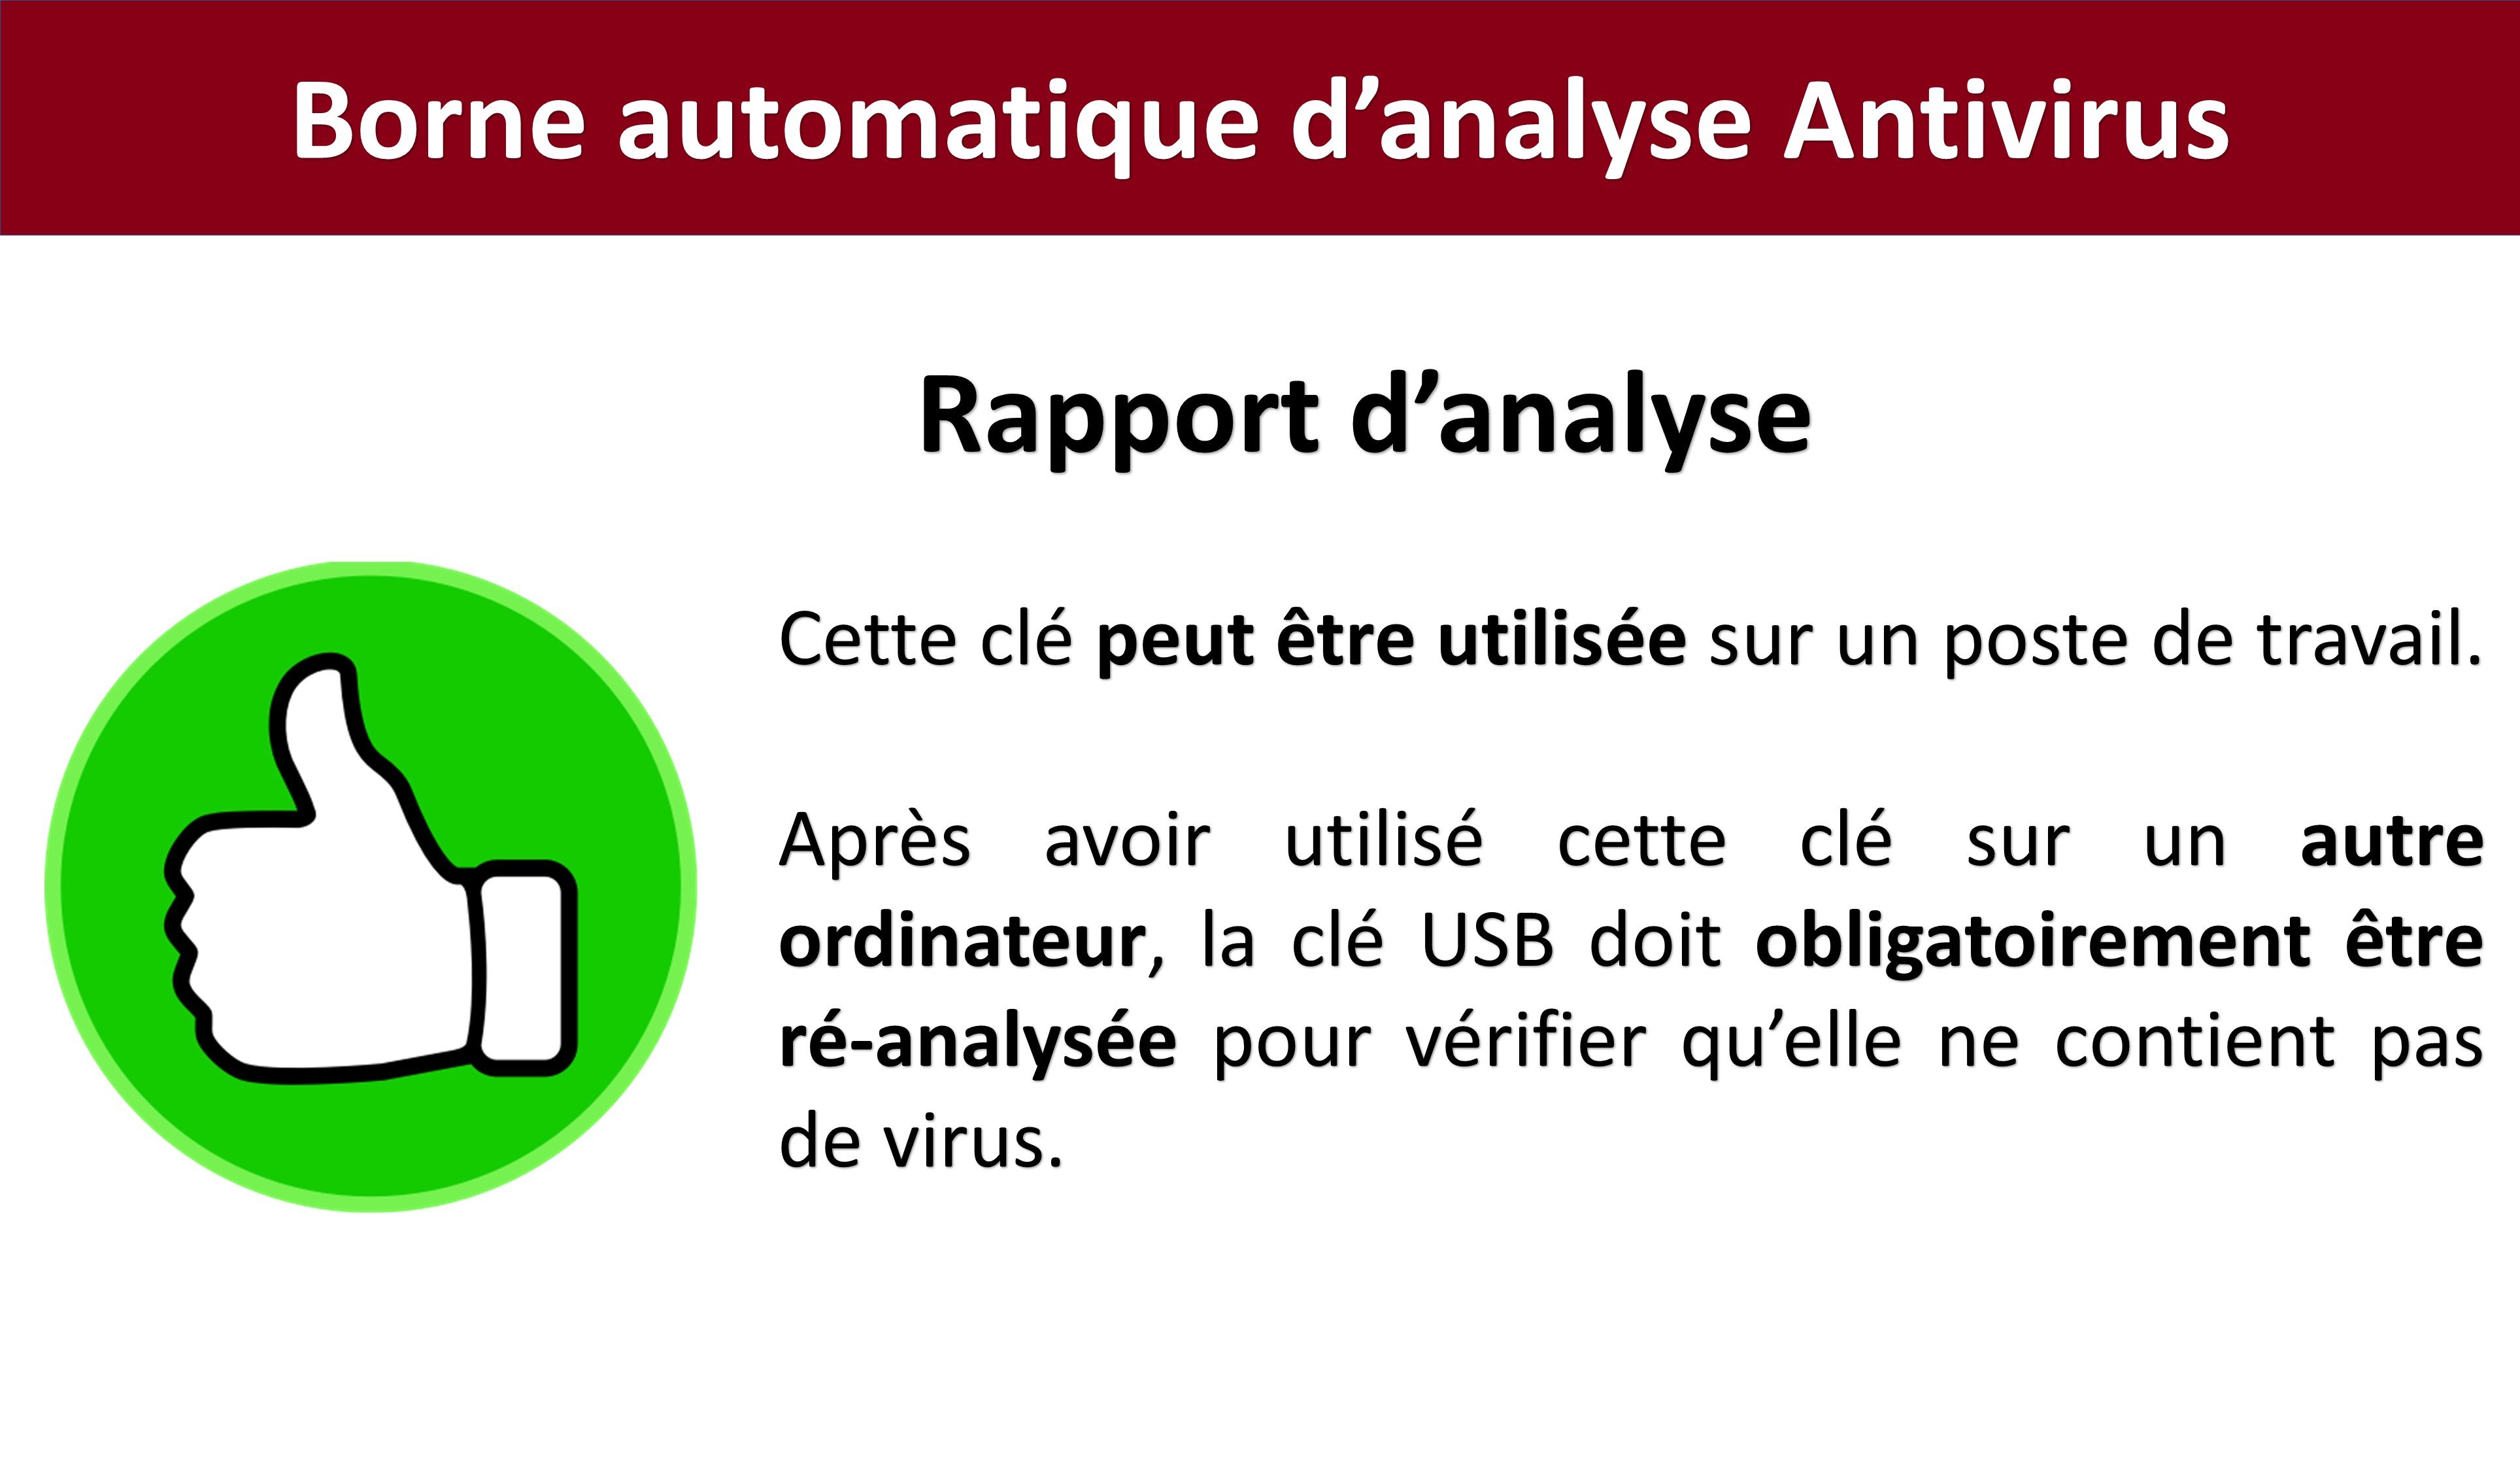 Borne automatique d’analyse Antivirus
Rapport d’analyse
Cette clé peut être utilisée sur un poste de travail.
Après avoir utilisé cette clé sur un autre
ordinateur, la clé USB doit obligatoirement être
ré-analysée pour vérifier qu’elle ne contient pas
de virus.